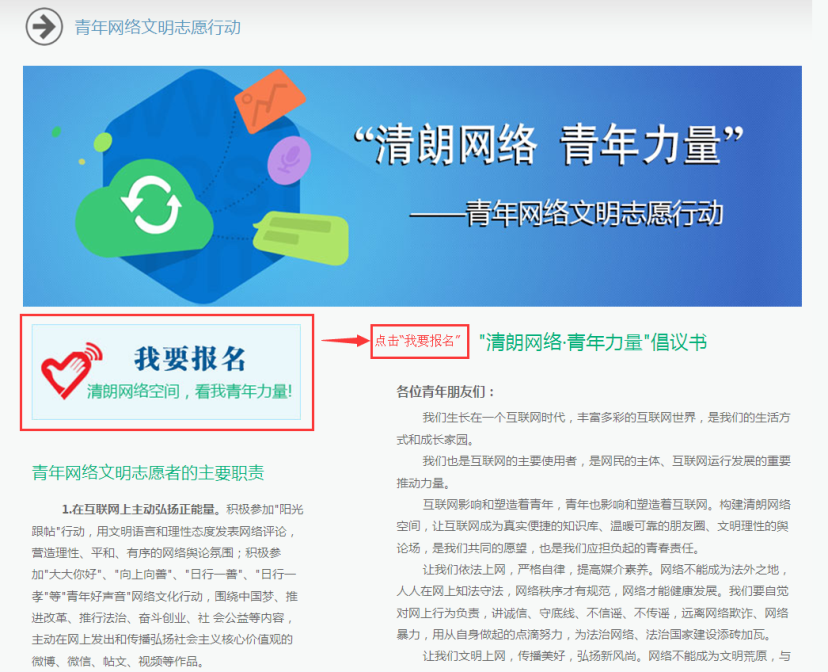 青年网络文明志愿行动
“清朗网络 青年力量”
——青年网络文明志愿行动
我要报名
清朗网络空间，看我青年力量!
点击“我要报名”
青年网络文明志愿者的主要职责
1.在互联网上主动弘扬正能量。积极参加"阳光
跟帖"行动，用文明语言和理性态度发表网络评论，
营造理性、平和、有序的网络舆论氛围；积极参
加"大大你好"、"向上向善"、"日行一善"、"日行一
孝"等"青年好声音"网络文化行动，围绕中国梦、推
进改革、推行法治、奋斗创业、社 会公益等内容，
主动在网上发出和传播弘扬社会主义核心价值观的
微博、微信、帖文、视频等作品。
"清朗网络·青年力量"倡议书
各位青年朋友们：
我们生长在一个互联网时代，丰富多彩的互联网世界，是我们的生活方
式和成长家园。
我们也是互联网的主要使用者，是网民的主体、互联网运行发展的重要
推动力量。
互联网影响和塑造着青年，青年也影响和塑造着互联网。构建清朗网络
空间，让互联网成为真实便捷的知识库、温暖可靠的朋友圈、文明理性的舆
论场，是我们共同的愿望，也是我们应担负起的青春责任。
让我们依法上网，严格自律，提高媒介素养。网络不能成为法外之地，
人人在网上知法守法，网络秩序才有规范，网络才能健康发展。我们要自觉
对网上行为负责，讲诚信、守底线、不信谣、不传谣，远离网络欺诈、网络
暴力，用从自身做起的点滴努力，为法治网络、法治国家建设添砖加瓦。
让我们文明上网，传播美好，弘扬新风尚。网络不能成为文明荒原，与